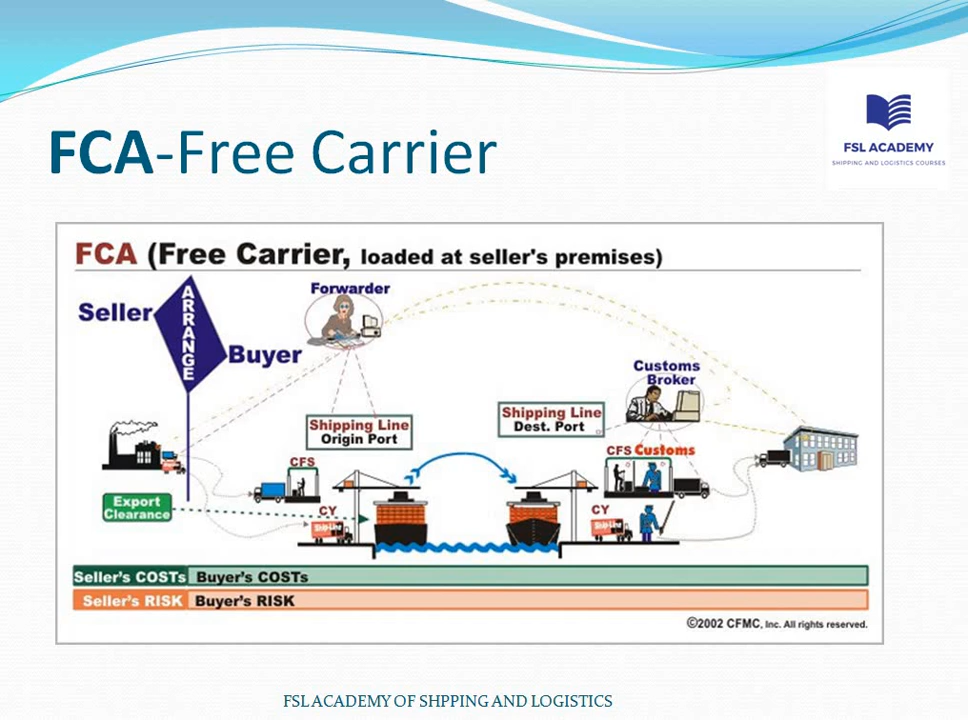 FCA-Free Carrier
FSL ACADEMY
SHIPPING AND LOGISTICS COURSES
FCA (Free Carrier, loaded at seller's premises)
Seller
ARRANGE
Buyer
Forwarder
Customs
Broker
Shipping Line
Origin Port
Shipping Line
Dest. Port
CFS
CFS Customs
Export
Clearance
CY
CY
Seller's COSTs Buyer's COSTs
Seller's RISK Buyer's RISK
©2002 CFMC, Inc. All rights reserved.
FSL ACADEMY OF SHPPING AND LOGISTICS